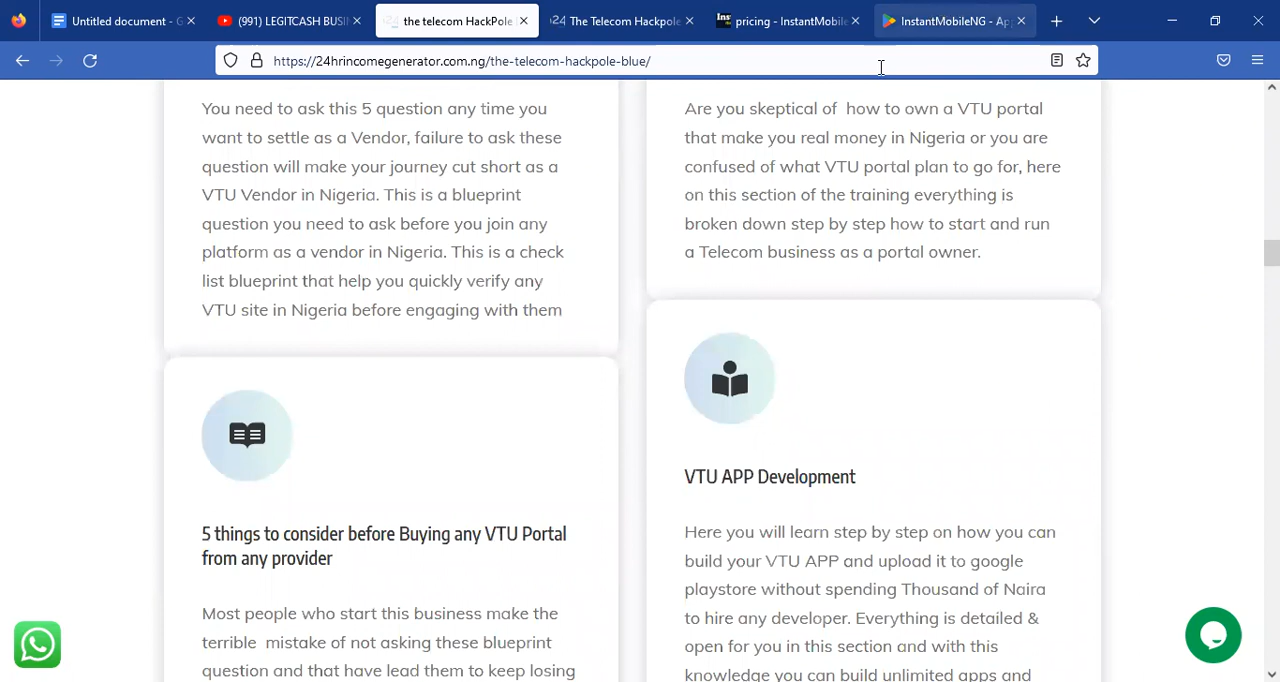 Untitled document - G
(991) LEGITCASH BUSIN
the telecom HackPole
The Telecom Hackpole
pricing - InstantMobile
InstantMobileNG - App
https://24hrincomegenerator.com.ng/the-telecom-hackpole-blue/
You need to ask this 5 question any time you
want to settle as a Vendor, failure to ask these
question will make your journey cut short as a
VTU Vendor in Nigeria. This is a blueprint
question you need to ask before you join any
platform as a vendor in Nigeria. This is a check
list blueprint that help you quickly verify any
VTU site in Nigeria before engaging with them
5 things to consider before Buying any VTU Portal
from any provider
Most people who start this business make the
terrible mistake of not asking these blueprint
question and that have lead them to keep losing
Are you skeptical of how to own a VTU portal
that make you real money in Nigeria or you are
confused of what VTU portal plan to go for, here
on this section of the training everything is
broken down step by step how to start and run
a Telecom business as a portal owner.
VTU APP Development
Here you will learn step by step on how you can
build your VTU APP and upload it to google
playstore without spending Thousand of Naira
to hire any developer. Everything is detailed &
open for you in this section and with this
knowledge you can build unlimited apps and